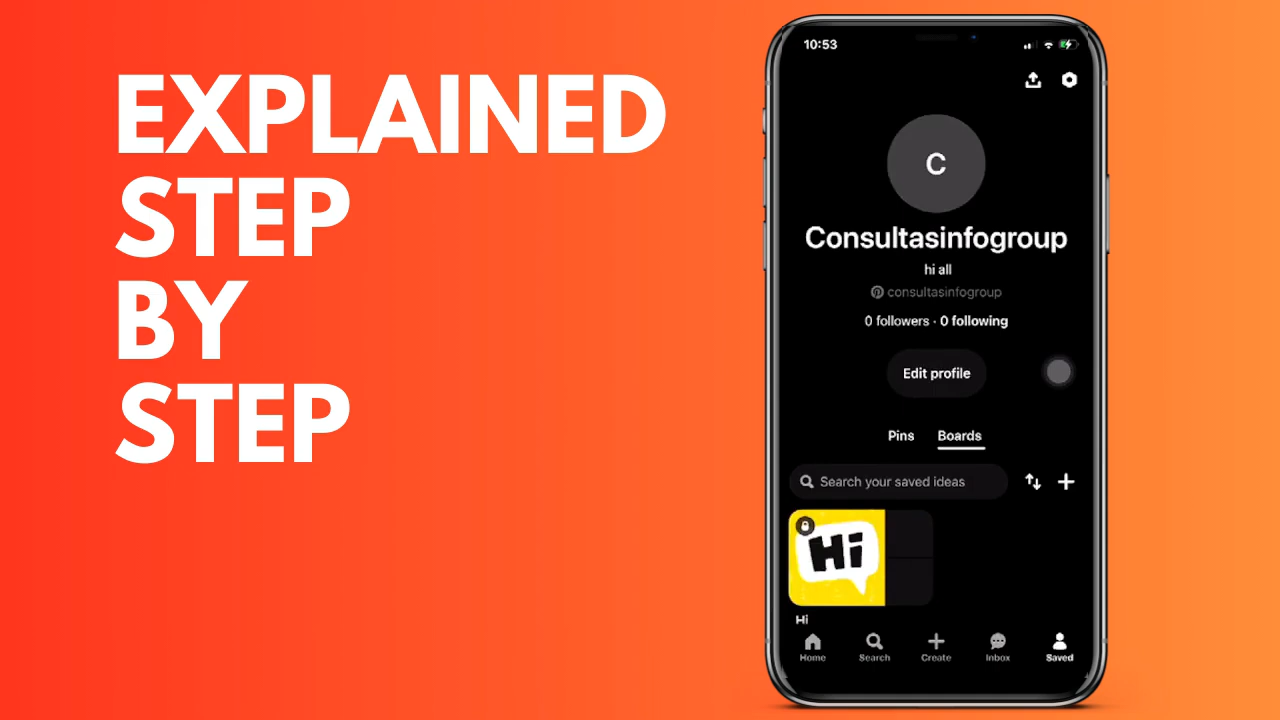 EXPLAINED
STEP
BY
STEP
10:53
C
Consultasinfogroup
hi all
consultasinfogroup
0 followers · 0 following
Edit profile
Pins Boards
Search your saved ideas
Hi
Hi
Home Search Create Inbox Saved